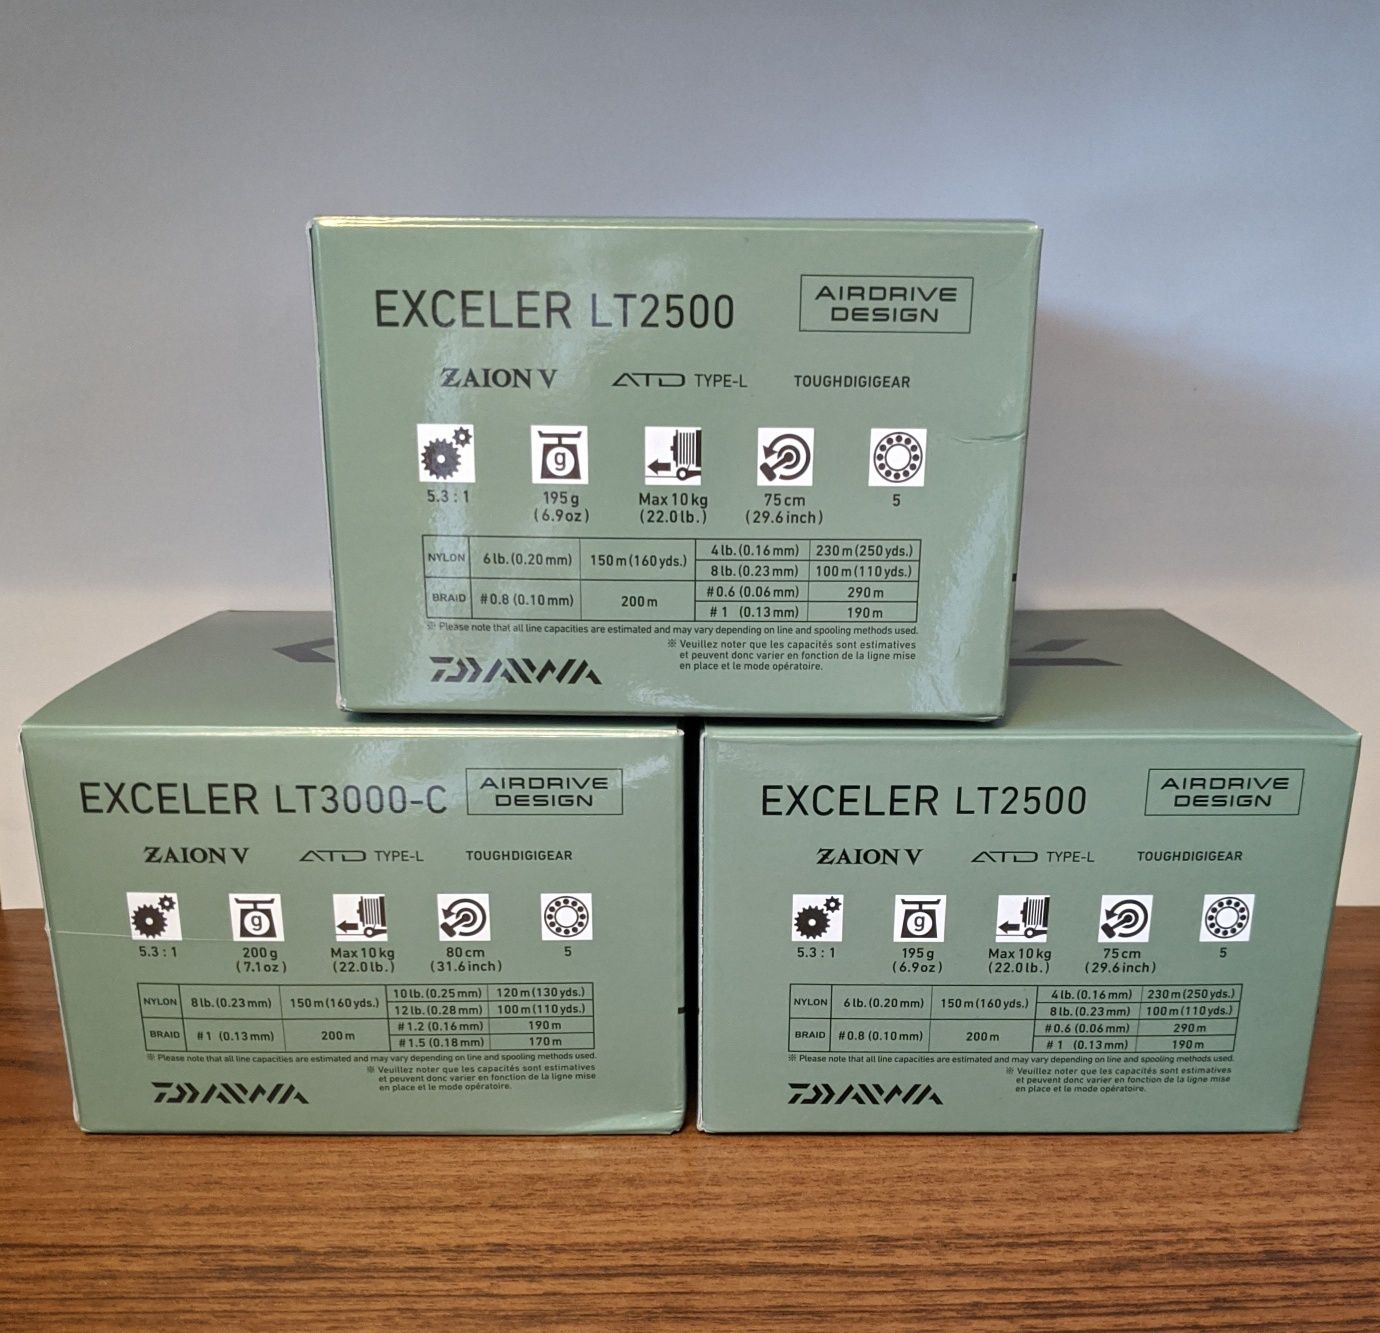 EXCELER LT2500
AIRDRIVE
DESIGN
ZAION V
ATD TYPE-L
TOUGHDIGIGEAR
g
5.3 : 1
195 g
(6.9oz)
Max 10 kg
(22.0 lb.)
75 cm
(29.6 inch)
5
NYLON 6 lb. (0.20 mm) 150 m (160 yds.) 4 lb. (0.16 mm) 230 m (250 yds.)
8 lb. (0.23 mm) 100 m (110 yds.)
BRAID #0.8 (0.10 mm) 200 m #0.6 (0.06 mm) 290 m
#1 (0.13 mm) 190 m
※ Please note that all line capacities are estimated and may vary depending on line and spooling methods used.
※ Veuillez noter que les capacités sont estimatives
et peuvent donc varier en fonction de la ligne mise
en place et le mode opératoire.
DAIWA
EXCELER LT3000-C
AIRDRIVE
DESIGN
ZAION V
ATD TYPE-L
TOUGHDIGIGEAR
g
5.3 : 1
200 g
(7.1oz)
Max 10 kg
(22.0 lb.)
80 cm
(31.6 inch)
5
NYLON 8 lb. (0.23 mm) 150 m (160 yds.) 10 lb. (0.25 mm) 120 m (130 yds.)
12 lb. (0.28 mm) 100 m (110 yds.)
BRAID #1 (0.13 mm) 200 m #1.2 (0.16 mm) 190 m
#1.5 (0.18 mm) 170 m
※ Please note that all line capacities are estimated and may vary depending on line and spooling methods used.
※ Veuillez noter que les capacités sont estimatives
et peuvent donc varier en fonction de la ligne mise
en place et le mode opératoire.
DAIWA
EXCELER LT2500
AIRDRIVE
DESIGN
ZAION V
ATD TYPE-L
TOUGHDIGIGEAR
g
5.3 : 1
195 g
(6.9oz)
Max 10 kg
(22.0 lb.)
75 cm
(29.6 inch)
5
NYLON 6 lb. (0.20 mm) 150 m (160 yds.) 4 lb. (0.16 mm) 230 m (250 yds.)
8 lb. (0.23 mm) 100 m (110 yds.)
BRAID #0.8 (0.10 mm) 200 m #0.6 (0.06 mm) 290 m
#1 (0.13 mm) 190 m
※ Please note that all line capacities are estimated and may vary depending on line and spooling methods used.
※ Veuillez noter que les capacités sont estimatives
et peuvent donc varier en fonction de la ligne mise
en place et le mode opératoire.
DAIWA